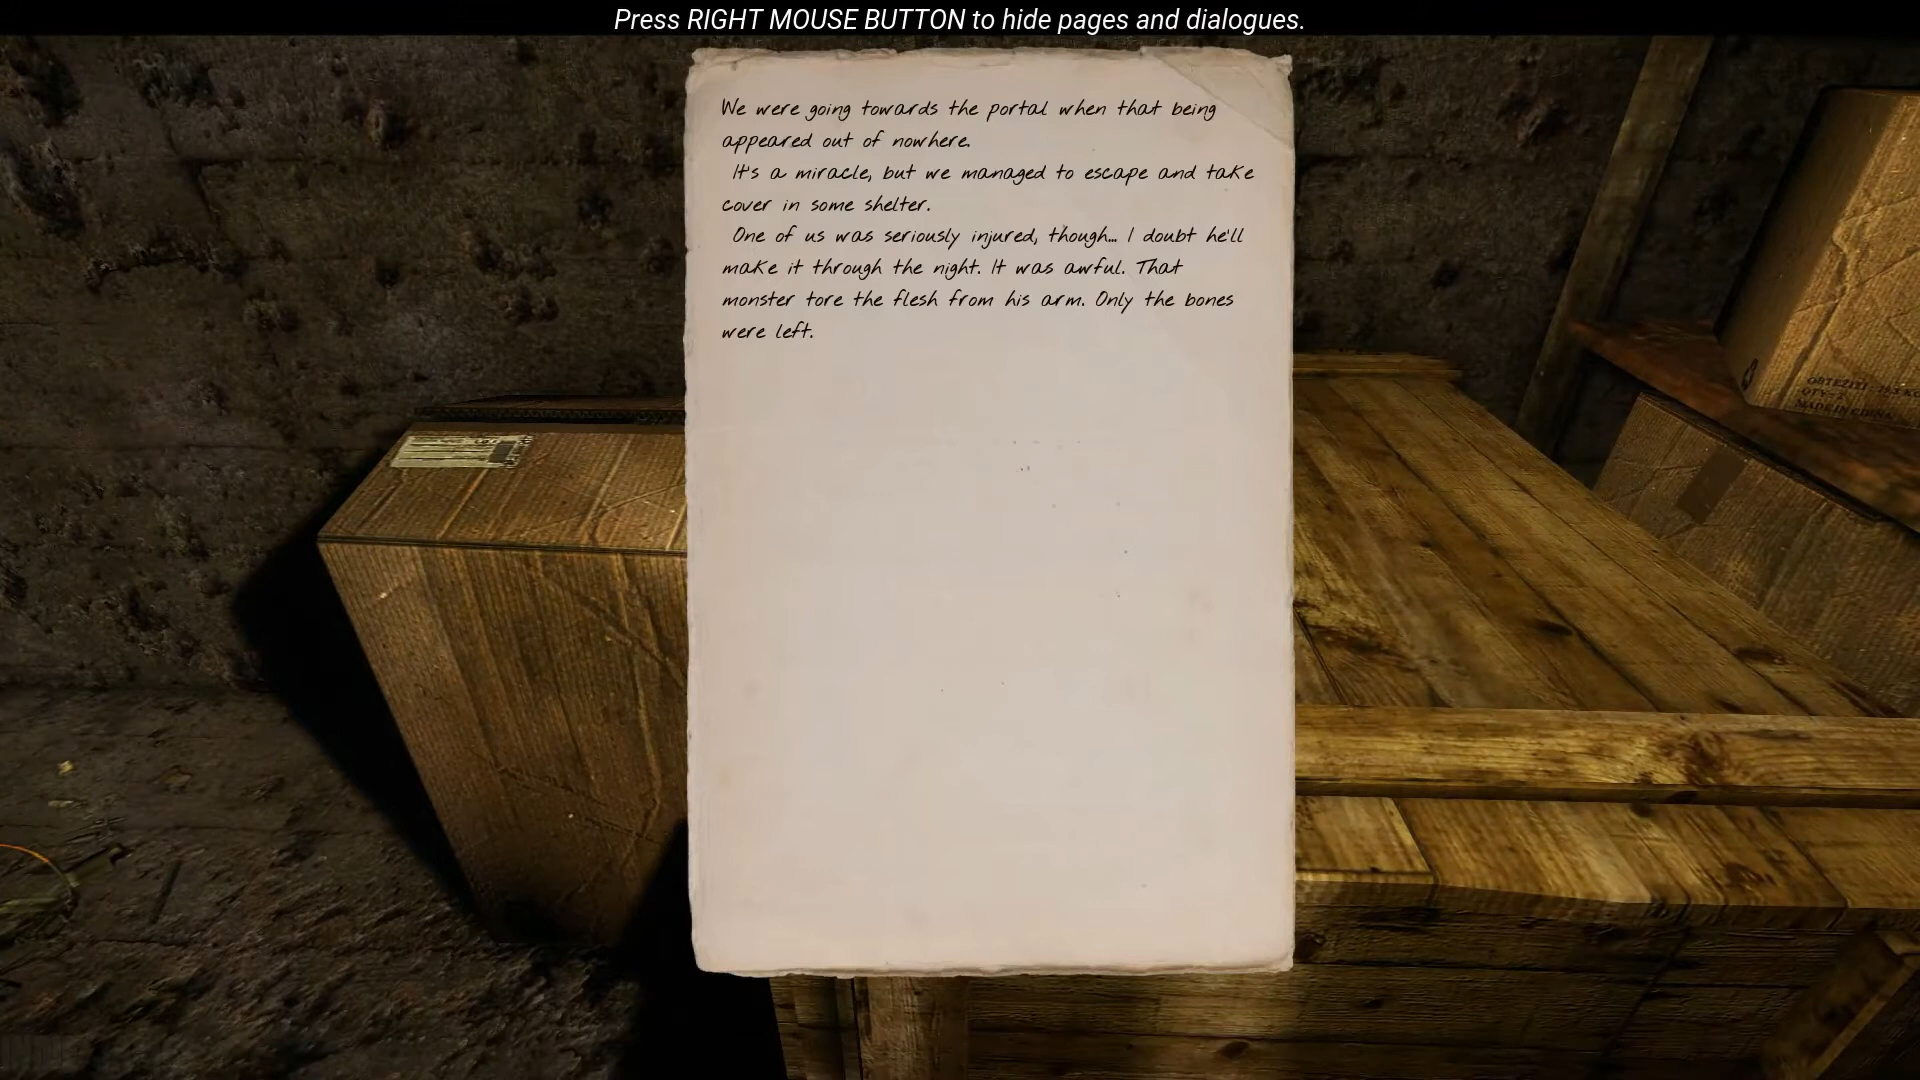 Press RIGHT MOUSE BUTTON to hide pages and dialogues.
We were going towards the portal when that being
appeared out of nowhere.
It's a miracle, but we managed to escape and take
cover in some shelter.
One of us was seriously injured, though... I doubt he'll
make it through the night. It was awful. That
monster tore the flesh from his arm. Only the bones
were left.
MADE IN CHINA